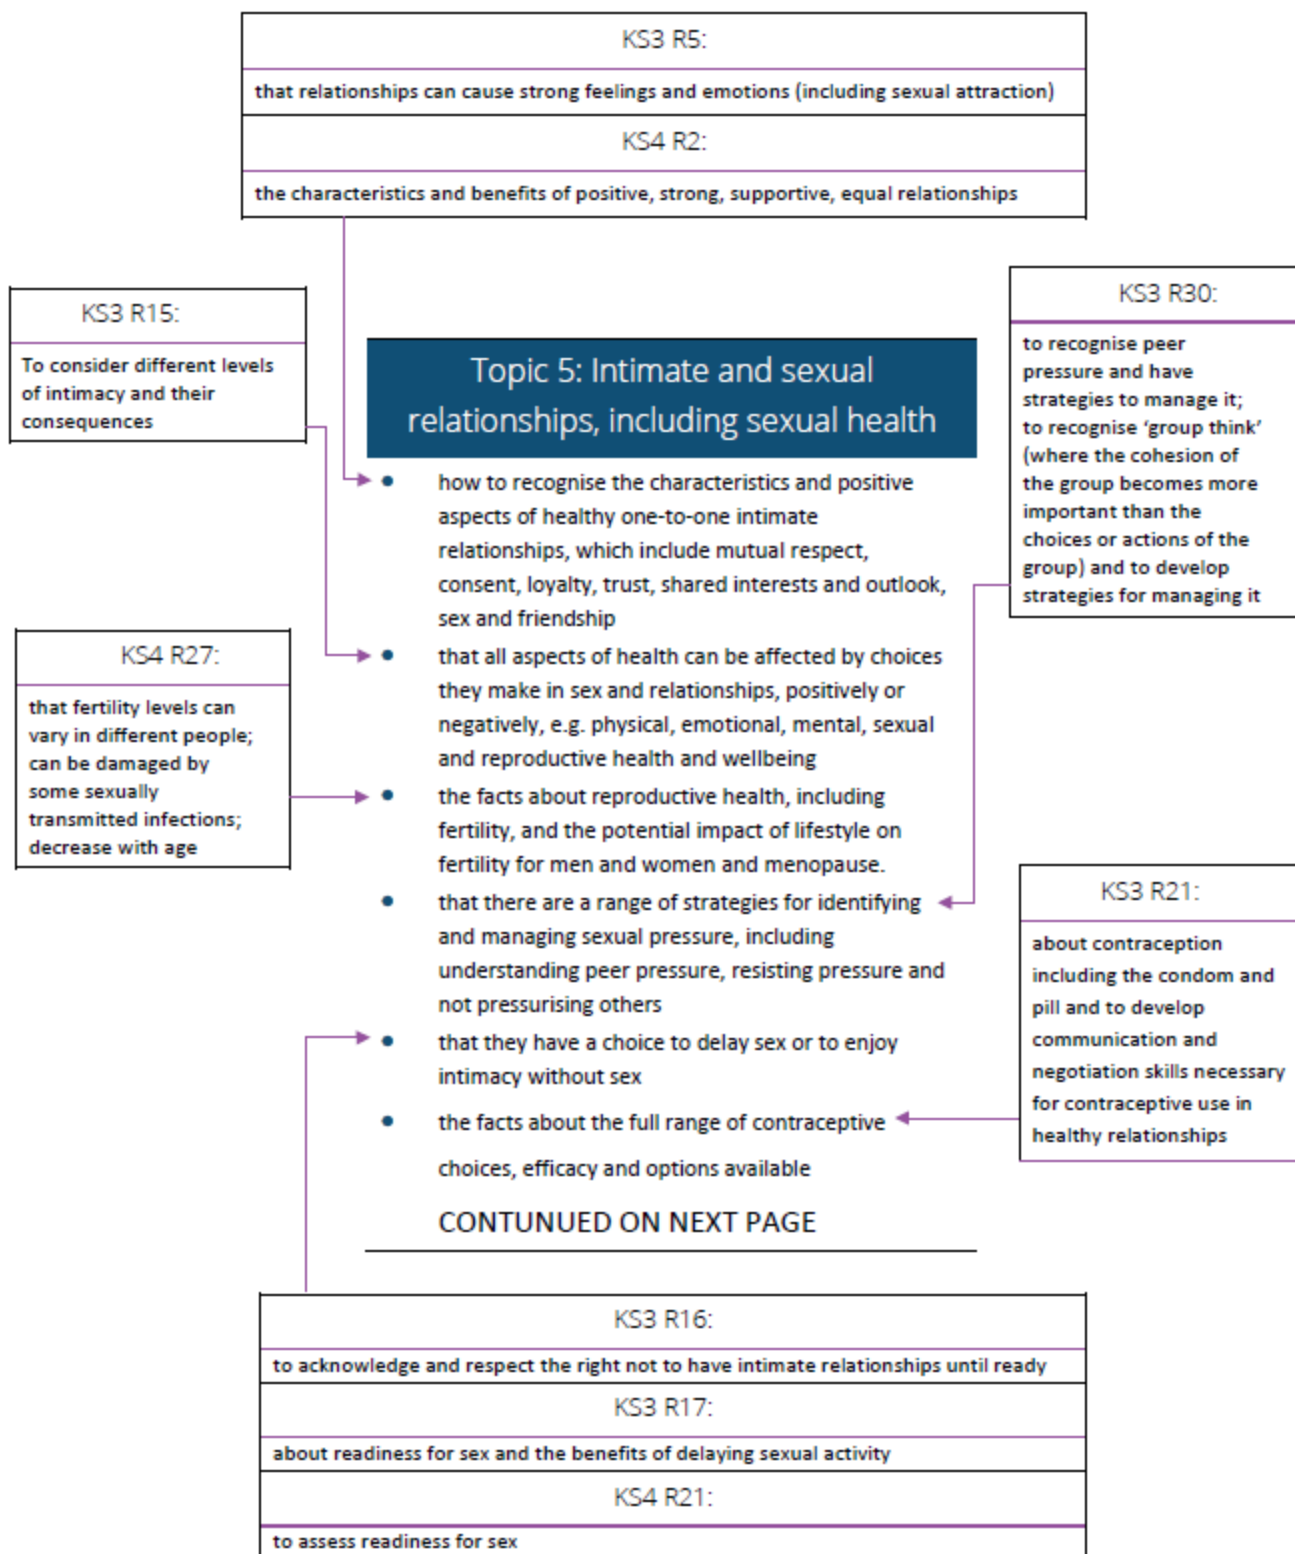 KS3 R5:
that relationships can cause strong feelings and emotions (including sexual attraction)
KS4 R2:
the characteristics and benefits of positive, strong, supportive, equal relationships
KS3 R15:
To consider different levels
of intimacy and their
consequences
KS4 R27:
that fertility levels can
vary in different people;
can be damaged by
some sexually
transmitted infections;
decrease with age
Topic 5: Intimate and sexual
relationships, including sexual health
• how to recognise the characteristics and positive
aspects of healthy one-to-one intimate
relationships, which include mutual respect,
consent, loyalty, trust, shared interests and outlook,
sex and friendship
• that all aspects of health can be affected by choices
they make in sex and relationships, positively or
negatively, e.g. physical, emotional, mental, sexual
and reproductive health and wellbeing
• the facts about reproductive health, including
fertility, and the potential impact of lifestyle on
fertility for men and women and menopause.
• that there are a range of strategies for identifying
and managing sexual pressure, including
understanding peer pressure, resisting pressure and
not pressurising others
• that they have a choice to delay sex or to enjoy
intimacy without sex
• the facts about the full range of contraceptive
choices, efficacy and options available
CONTUNUED ON NEXT PAGE
KS3 R30:
to recognise peer
pressure and have
strategies to manage it;
to recognise ‘group think’
(where the cohesion of
the group becomes more
important than the
choices or actions of the
group) and to develop
strategies for managing it
KS3 R21:
about contraception
including the condom and
pill and to develop
communication and
negotiation skills necessary
for contraceptive use in
healthy relationships
KS3 R16:
to acknowledge and respect the right not to have intimate relationships until ready
KS3 R17:
about readiness for sex and the benefits of delaying sexual activity
KS4 R21:
to assess readiness for sex